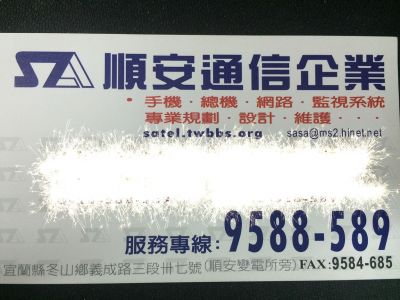 SA 順安通信企業
·手機·總機·網路·監視系統
專業規劃·設計·維護···
satel.twbbs.org sasa@ms2.hinet.net
服務專線:9588-589
宜蘭縣冬山鄉義成路三段卅七號(順安變電所旁) FAX:9584-685